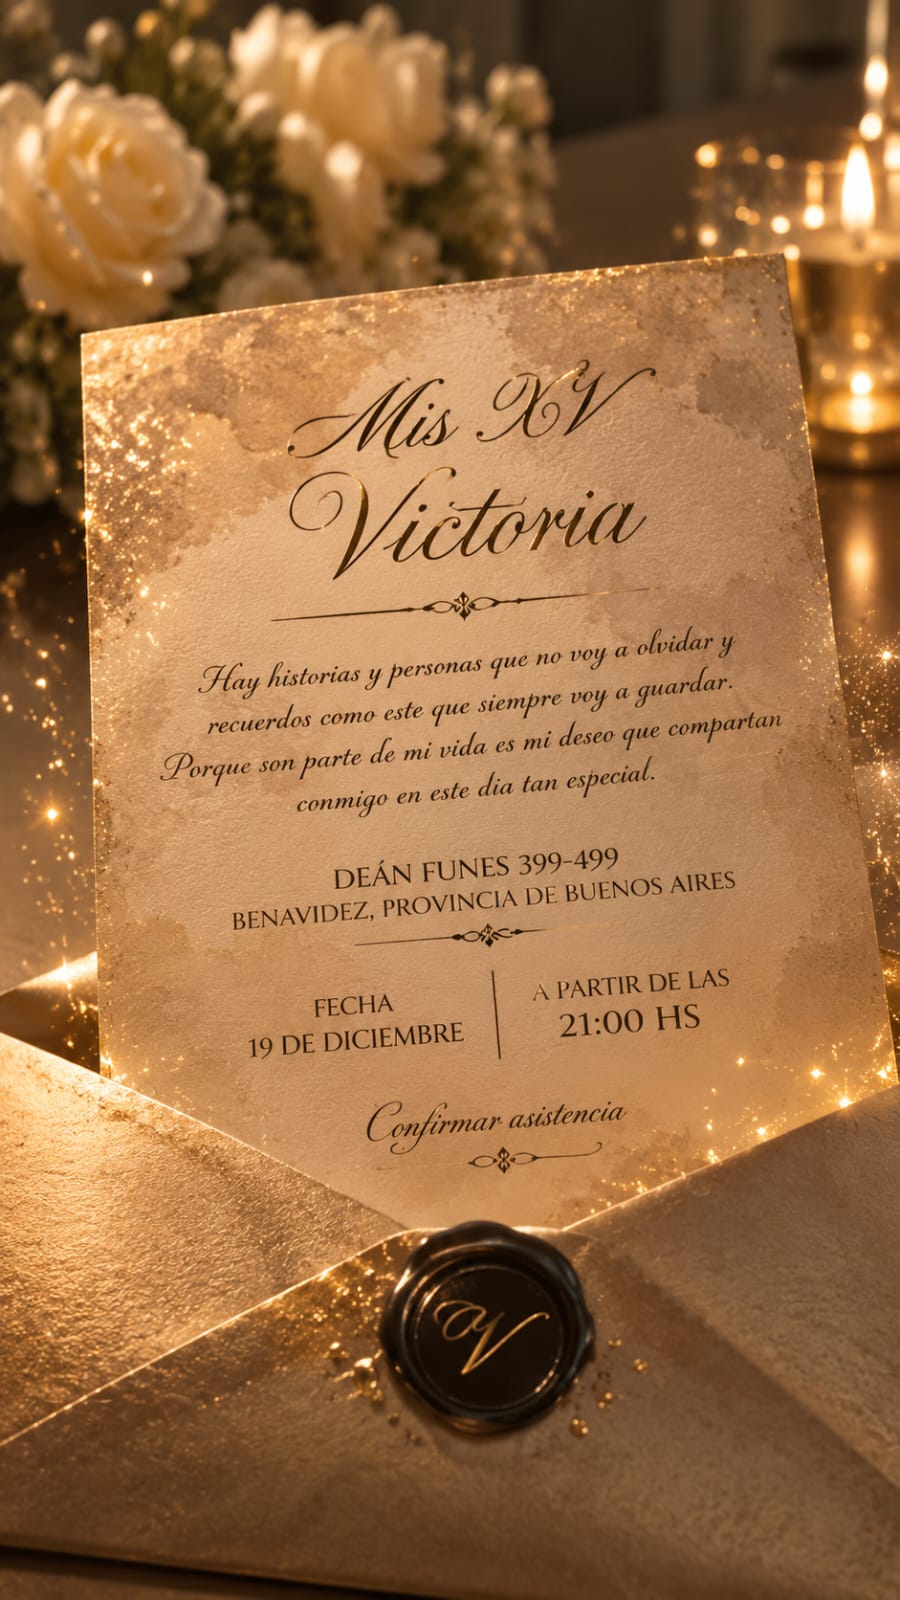 Mis XV
Victoria
Hay historias y personas que no voy a olvidar y
recuerdos como este que siempre voy a guardar.
Porque son parte de mi vida es mi deseo que compartan
conmigo en este dia tan especial.
DEÁN FUNES 399-499
BENAVIDEZ, PROVINCIA DE BUENOS AIRES
FECHA
19 DE DICIEMBRE
A PARTIR DE LAS
21:00 HS
Confirmar asistencia
V